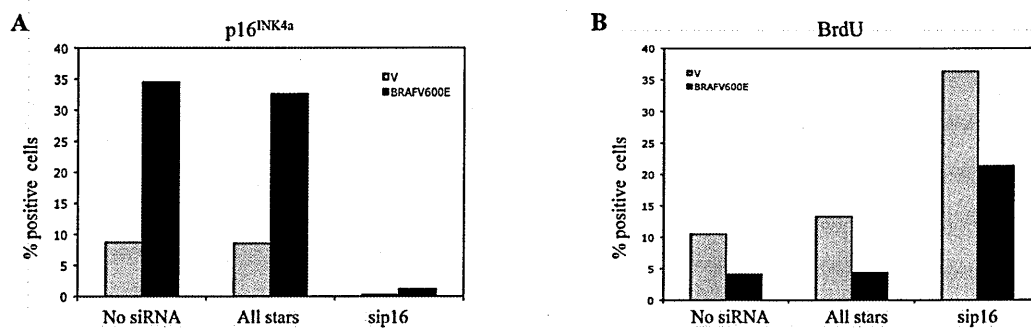 A
p16INK4a
% positive cells
40
35
30
25
20
15
10
5
0
V
BRAFV600E
No siRNA
All stars
sip16
B
BrdU
% positive cells
40
35
30
25
20
15
10
5
0
V
BRAFV600E
No siRNA
All stars
sip16